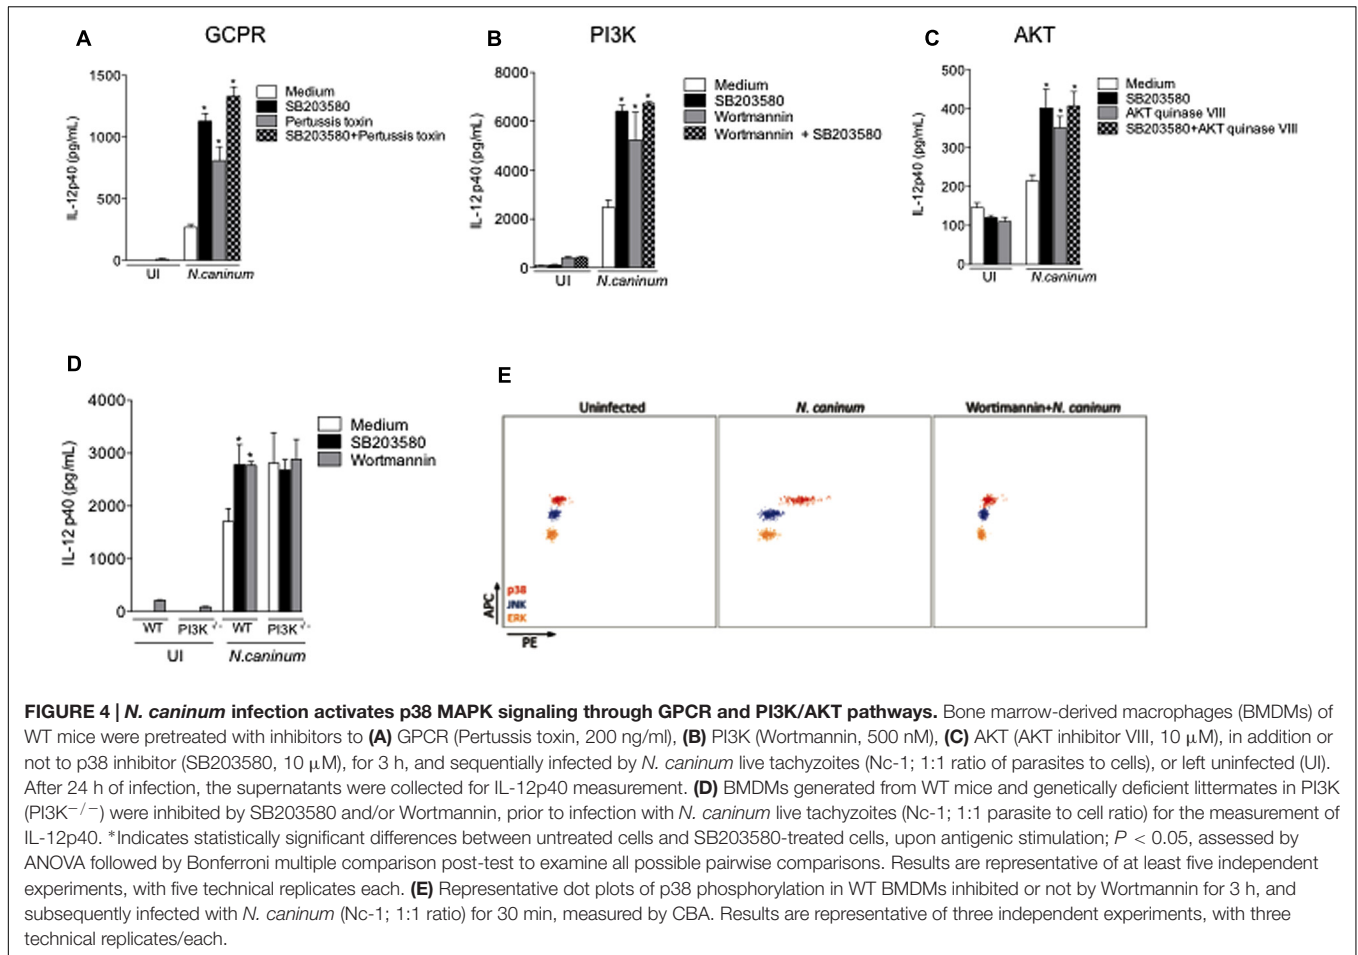 A GCPR
1500
1000
500
0
IL-12p40 (pg/mL)
Medium
SB203580
Pertussis toxin
SB203580+Pertussis toxin
* * * *
UI N.caninum
B PI3K
8000
6000
4000
2000
0
IL-12 p40 (pg/mL)
Medium
SB203580
Wortmannin
Wortmannin + SB203580
* * *
UI N.caninum
C AKT
500
400
300
200
100
0
IL-12p40 (pg/mL)
Medium
SB203580
AKT quinase VIII
SB203580+AKT quinase VIII
* * *
UI N.caninum
D
4000
3000
2000
1000
0
IL-12 p40 (pg/mL)
Medium
SB203580
Wortmannin
* *
WT PI3K-/- WT PI3K-/-
UI N.caninum
E
Uninfected N. caninum Wortimannin+N. caninum
APC
p38
JNK
ERK
PE
FIGURE 4 | N. caninum infection activates p38 MAPK signaling through GPCR and PI3K/AKT pathways. Bone marrow-derived macrophages (BMDMs) of
WT mice were pretreated with inhibitors to (A) GPCR (Pertussis toxin, 200 ng/ml), (B) PI3K (Wortmannin, 500 nM), (C) AKT (AKT inhibitor VIII, 10 μM), in addition or
not to p38 inhibitor (SB203580, 10 μM), for 3 h, and sequentially infected by N. caninum live tachyzoites (Nc-1; 1:1 ratio of parasites to cells), or left uninfected (UI).
After 24 h of infection, the supernatants were collected for IL-12p40 measurement. (D) BMDMs generated from WT mice and genetically deficient littermates in PI3K
(PI3K−/−) were inhibited by SB203580 and/or Wortmannin, prior to infection with N. caninum live tachyzoites (Nc-1; 1:1 parasite to cell ratio) for the measurement of
IL-12p40. *Indicates statistically significant differences between untreated cells and SB203580-treated cells, upon antigenic stimulation; P < 0.05, assessed by
ANOVA followed by Bonferroni multiple comparison post-test to examine all possible pairwise comparisons. Results are representative of at least five independent
experiments, with five technical replicates each. (E) Representative dot plots of p38 phosphorylation in WT BMDMs inhibited or not by Wortmannin for 3 h, and
subsequently infected with N. caninum (Nc-1; 1:1 ratio) for 30 min, measured by CBA. Results are representative of three independent experiments, with three
technical replicates/each.